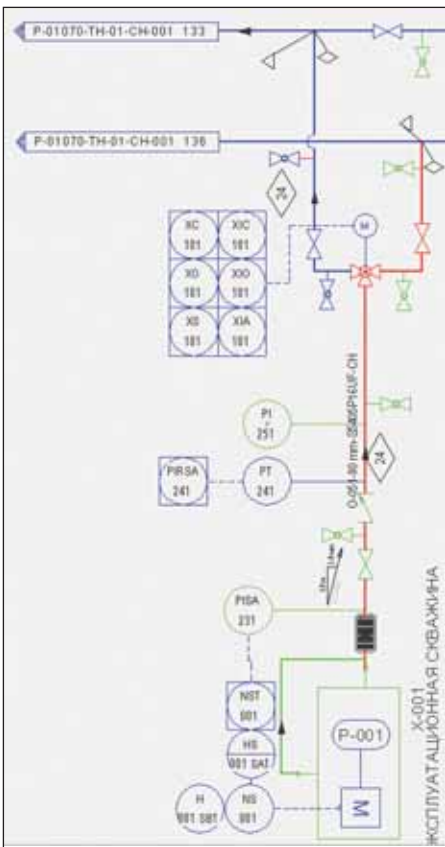 P-01070-TH-01-CH-001 133
P-01070-TH-01-CH-001 136
24
M
XC
101
XIC
101
XO
101
XIO
101
XS
101
XIA
101
PI
251
24
PIRSA
241
PT
241
PISA
231
NST
001
HS
001 SA1
H
001 SB1
NS
001
P-001
M
X-001
ЖСПЛУАТАЦИОННАЯ СКВАЖИНА